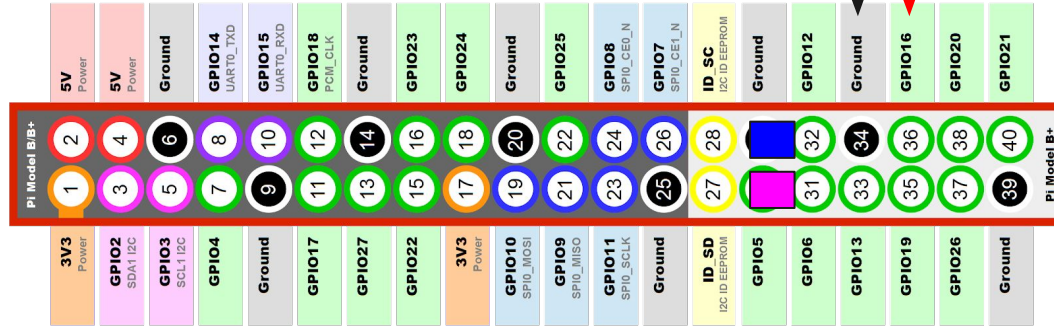 5V Power
5V Power
Ground
GPIO14 UART0_TXD
GPIO15 UART0_RXD
GPIO18 PCM_CLK
Ground
GPIO23
GPIO24
Ground
GPIO25
GPIO8 SPI0_CE0_N
GPIO7 SPI0_CE1_N
ID_SC I2C ID EEPROM
Ground
GPIO12
Ground
GPIO16
GPIO20
GPIO21
Pi Model B/B+
2 4 6 8 10 12 14 16 18 20 22 24 26 28 32 34 36 38 40
1 3 5 7 9 11 13 15 17 19 21 23 25 27 31 33 35 37 39
Pi Model B+
3V3 Power
GPIO2 SDA1 I2C
GPIO3 SCL1 I2C
GPIO4
Ground
GPIO17
GPIO27
GPIO22
3V3 Power
GPIO10 SPI0_MOSI
GPIO9 SPI0_MISO
GPIO11 SPI0_SCLK
Ground
ID_SD I2C ID EEPROM
GPIO5
GPIO6
GPIO13
GPIO19
GPIO26
Ground